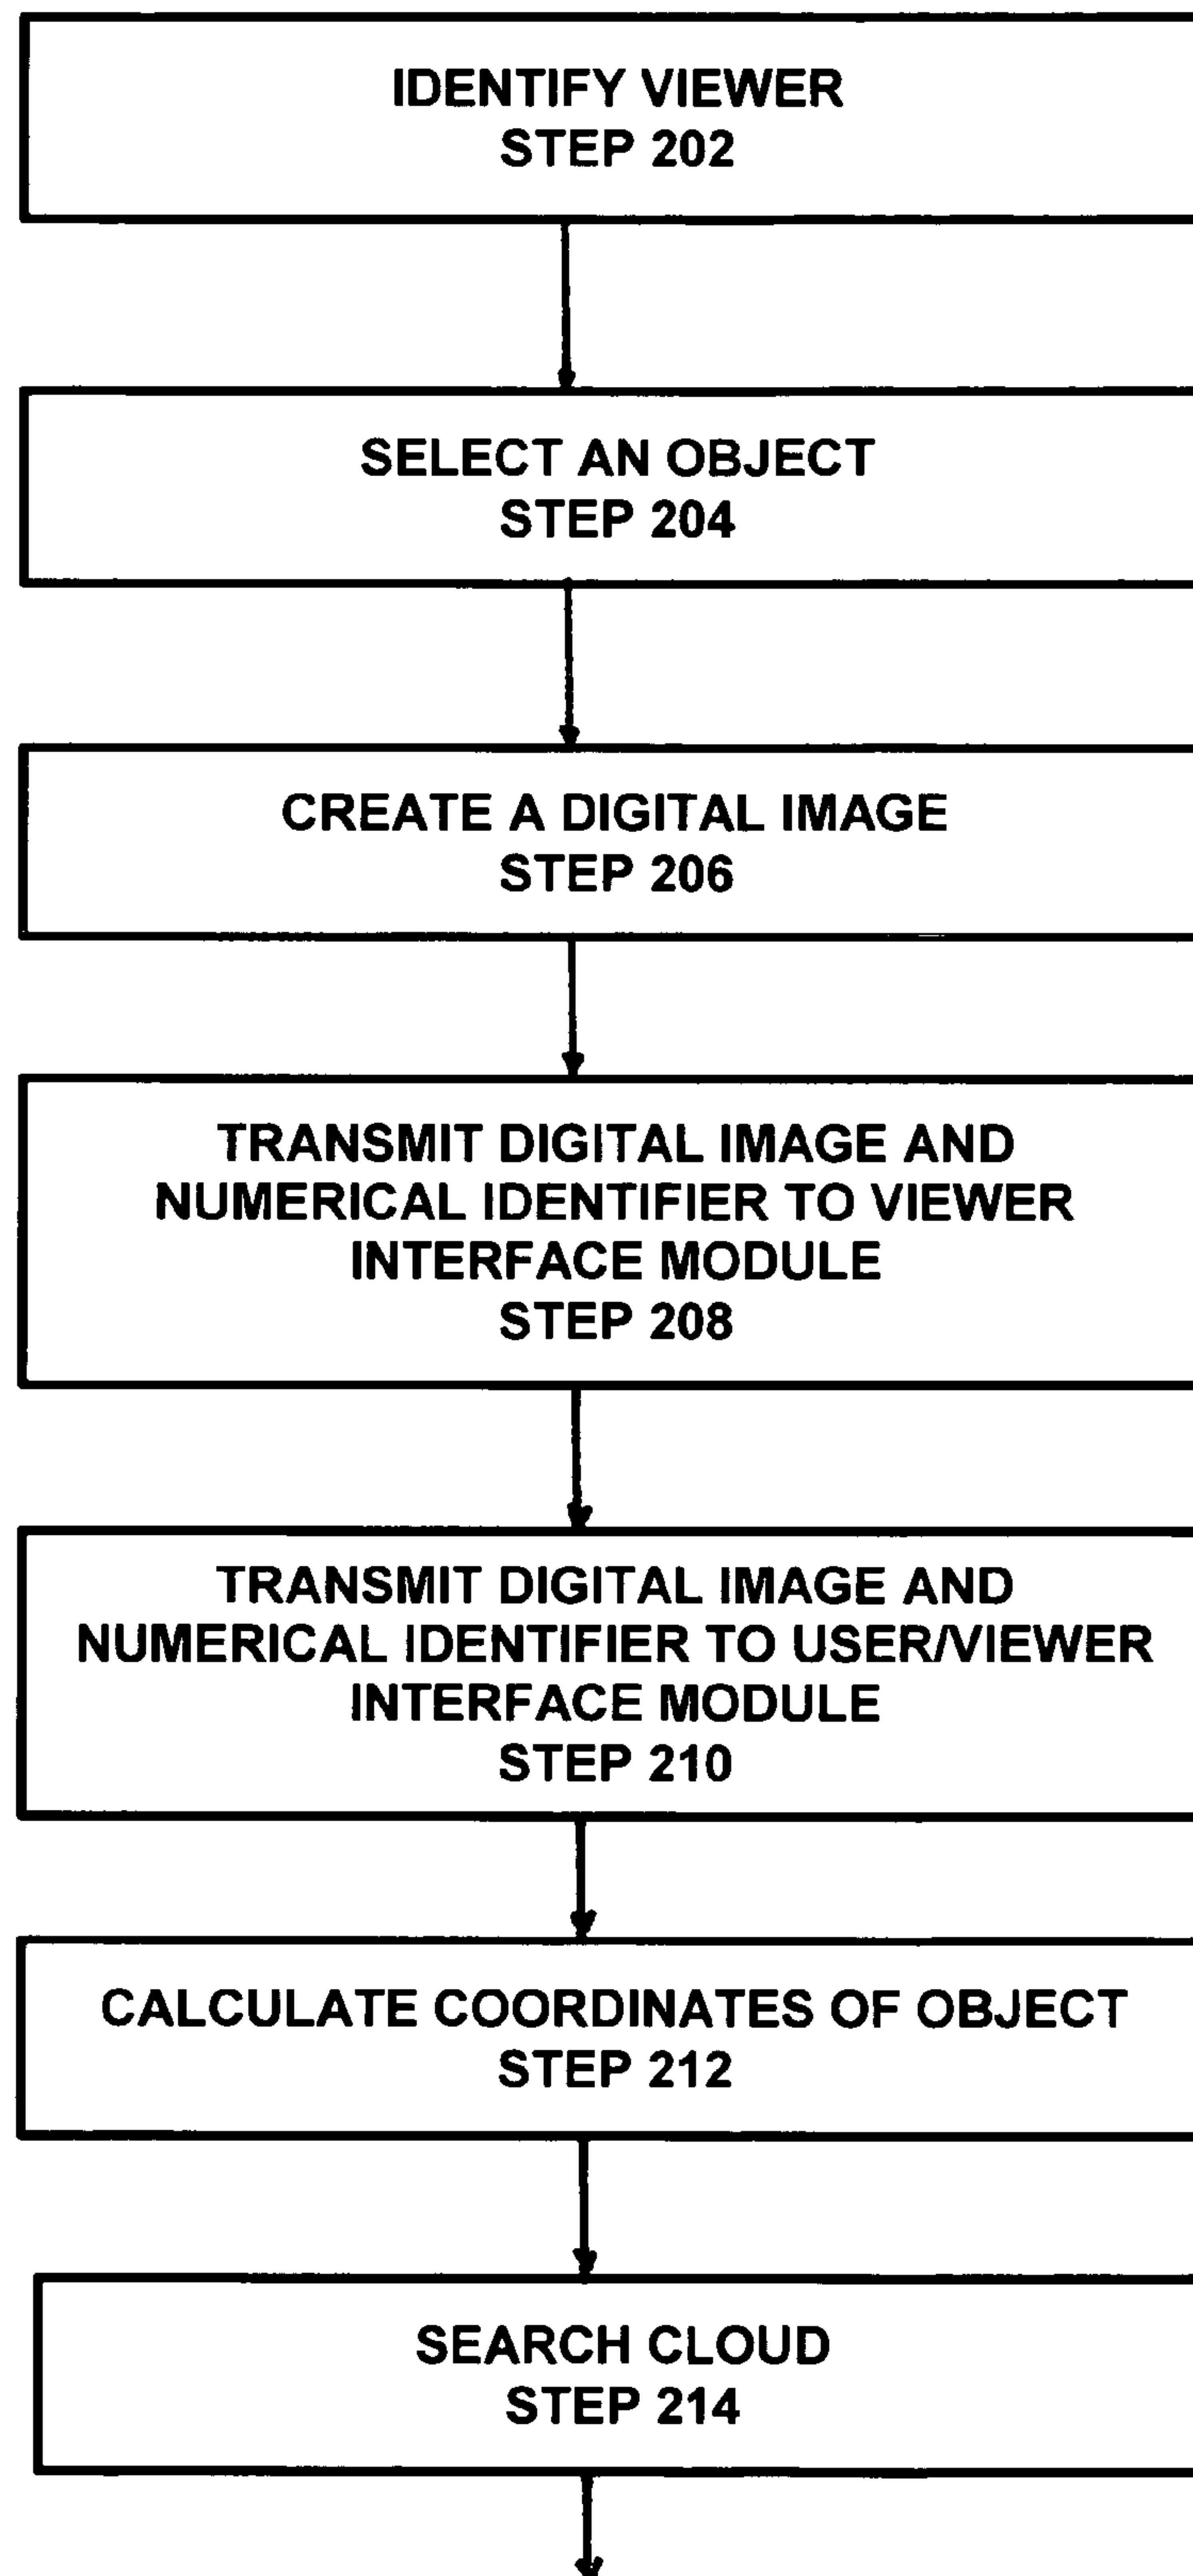 IDENTIFY VIEWER
STEP 202
SELECT AN OBJECT
STEP 204
CREATE A DIGITAL IMAGE
STEP 206
TRANSMIT DIGITAL IMAGE AND
NUMERICAL IDENTIFIER TO VIEWER
INTERFACE MODULE
STEP 208
TRANSMIT DIGITAL IMAGE AND
NUMERICAL IDENTIFIER TO USER/VIEWER
INTERFACE MODULE
STEP 210
CALCULATE COORDINATES OF OBJECT
STEP 212
SEARCH CLOUD
STEP 214